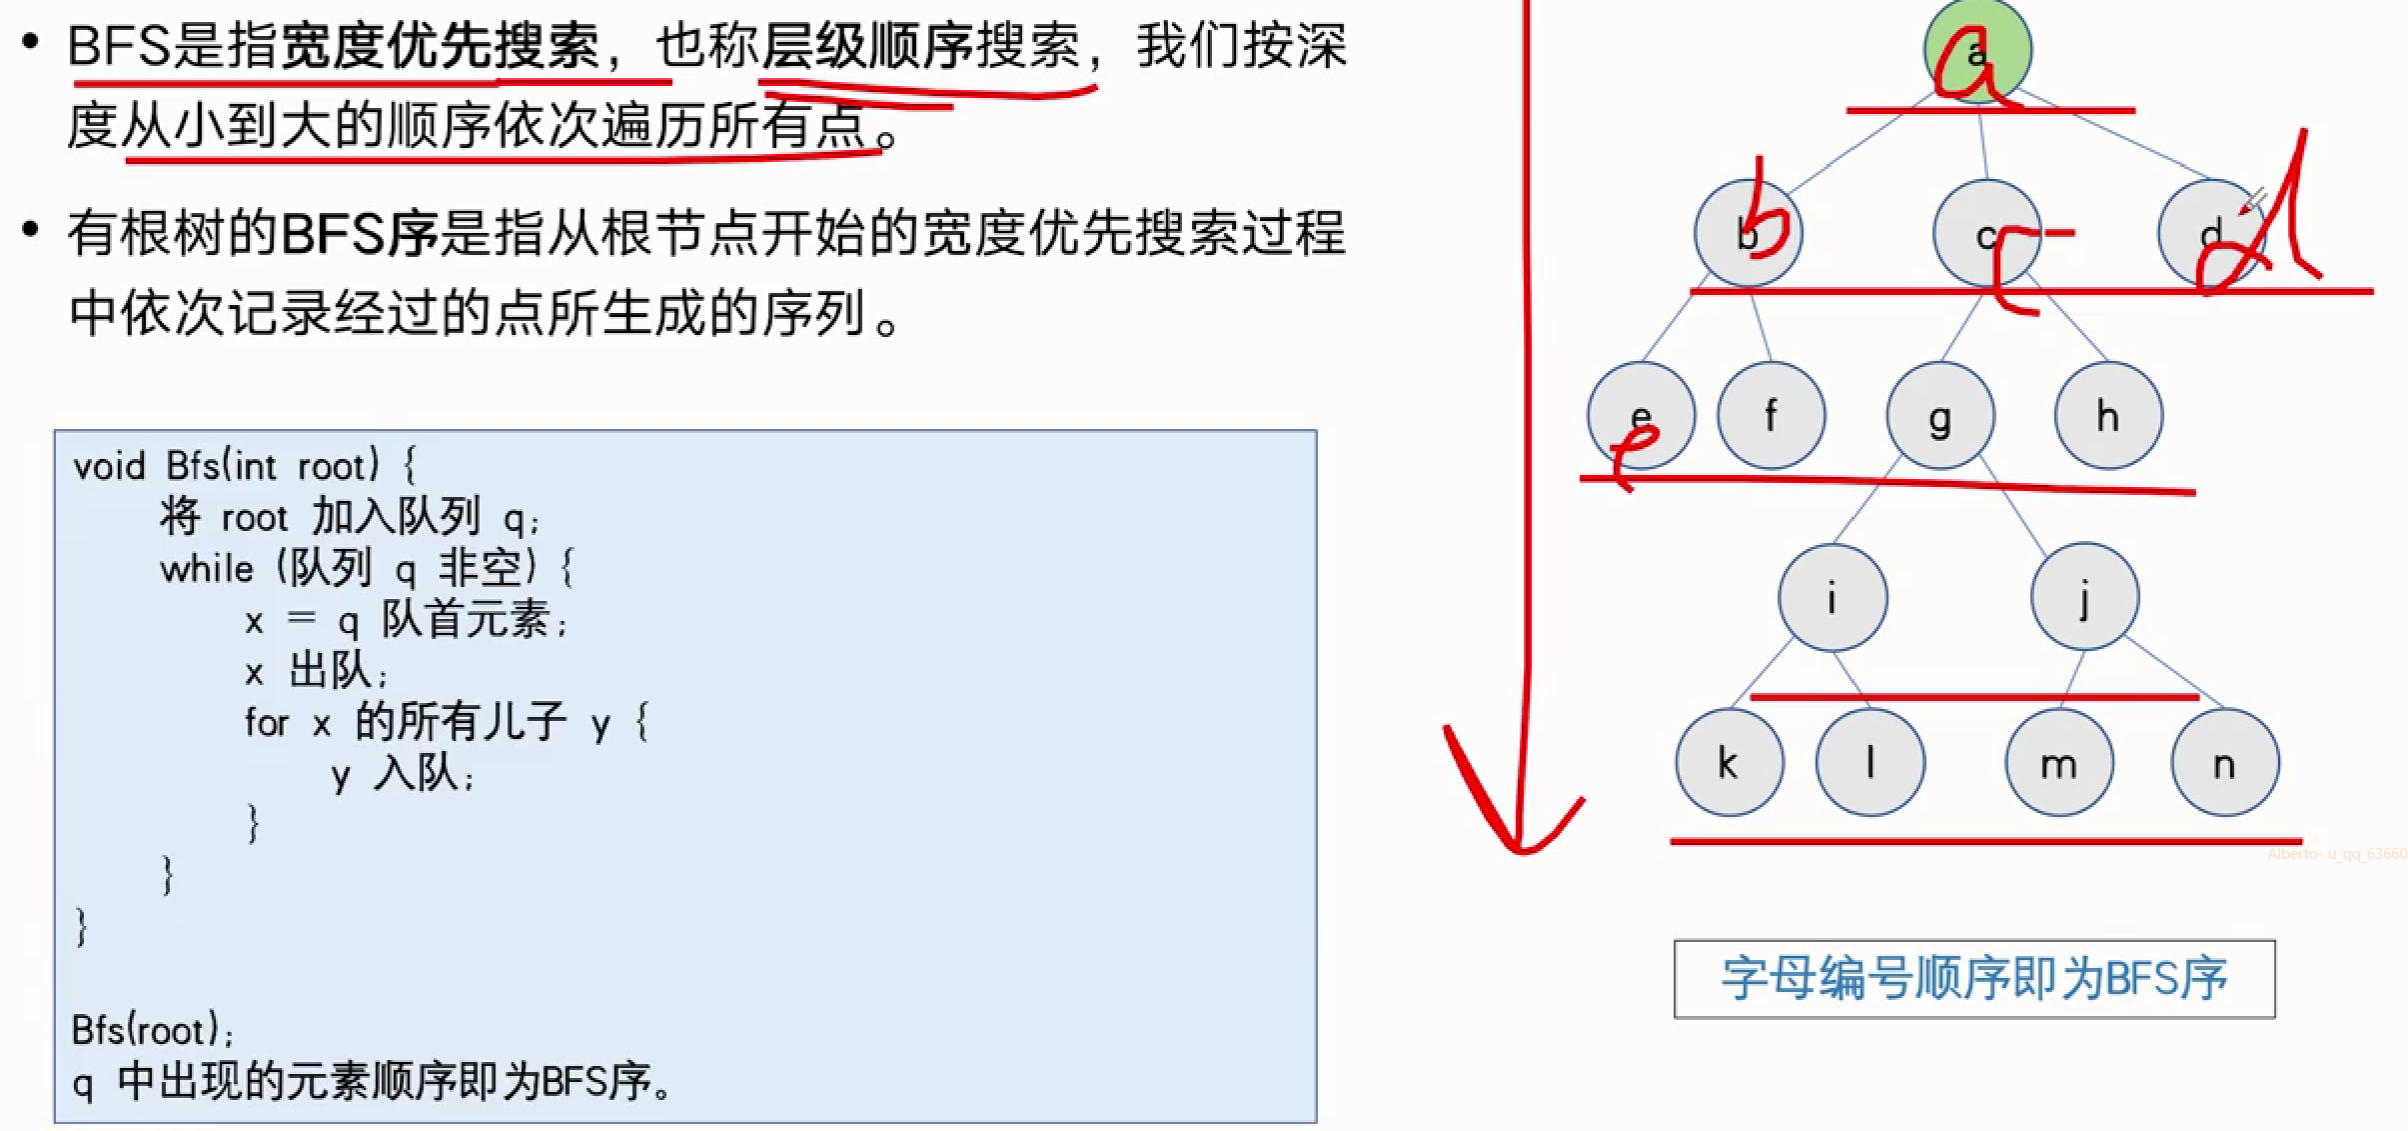 • BFS是指宽度优先搜索，也称层级顺序搜索，我们按深
度从小到大的顺序依次遍历所有点。
• 有根树的BFS序是指从根节点开始的宽度优先搜索过程
中依次记录经过的点所生成的序列。
void Bfs(int root) {
将 root 加入队列 q;
while (队列 q 非空) {
x = q 队首元素;
x 出队;
for x 的所有儿子 y {
y 入队;
}
}
}
Bfs(root);
q 中出现的元素顺序即为BFS序。
a
a
b c d
b c d
e f g h
e
i j
k l m n
Alberto- u_qq_63660
字母编号顺序即为BFS序